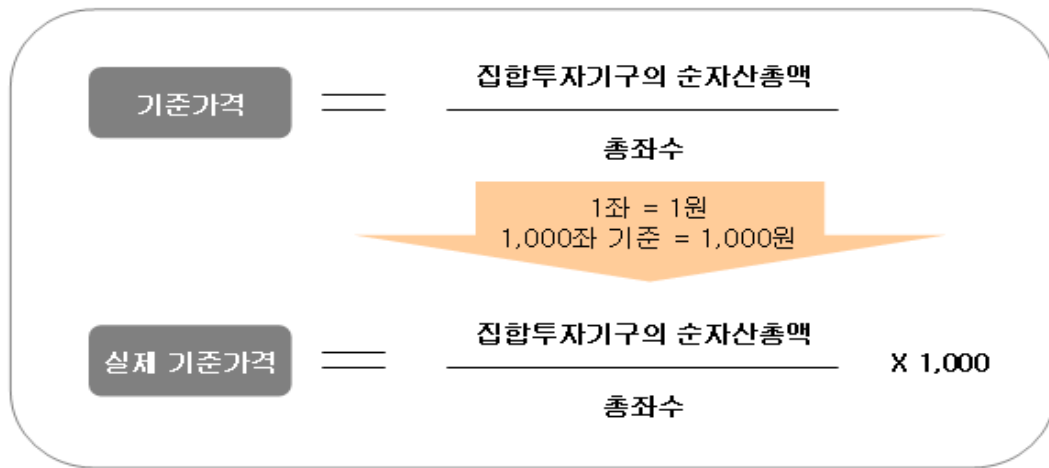 집합투자기구의 순자산총액
기준가격
총좌수
1좌 = 1원
1,000좌 기준 = 1,000원
집합투자기구의 순자산총액
실제 기준가격
X 1,000
총좌수